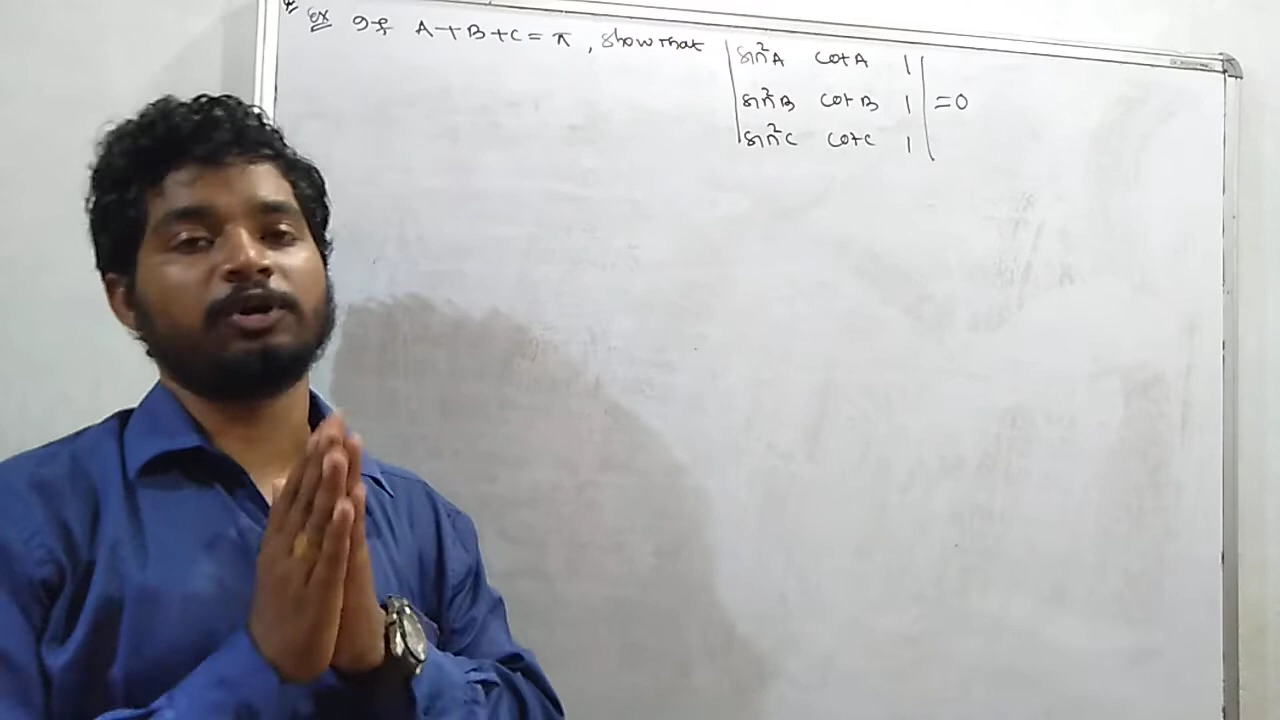 Ex If A+B+C = π, show that | sin²A cotA 1 |
| sin²B cotB 1 | = 0
| sin²C cotC 1 |